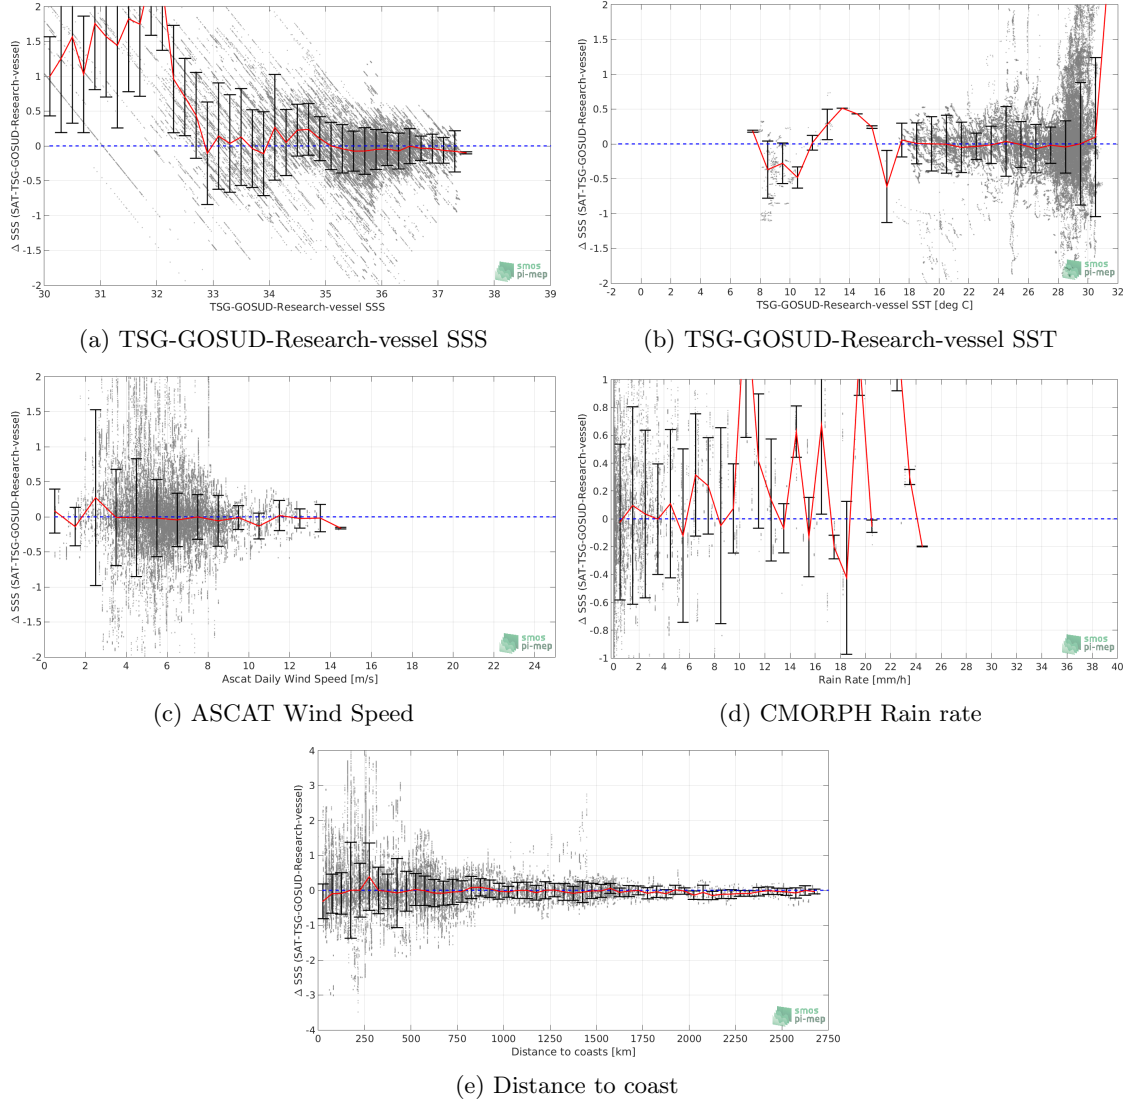 Δ SSS (SAT-TSG-GOSUD-Research-vessel)
2
1.5
1
0.5
0
-0.5
-1
-1.5
-2
30 31 32 33 34 35 36 37 38 39
TSG-GOSUD-Research-vessel SSS
smos
pi-mep
(a) TSG-GOSUD-Research-vessel SSS
Δ SSS (SAT-TSG-GOSUD-Research-vessel)
2
1.5
1
0.5
0
-0.5
-1
-1.5
-2
-2 0 2 4 6 8 10 12 14 16 18 20 22 24 26 28 30 32
TSG-GOSUD-Research-vessel SST [deg C]
smos
pi-mep
(b) TSG-GOSUD-Research-vessel SST
Δ SSS (SAT-TSG-GOSUD-Research-vessel)
2
1.5
1
0.5
0
-0.5
-1
-1.5
-2
0 2 4 6 8 10 12 14 16 18 20 22 24
Ascat Daily Wind Speed [m/s]
smos
pi-mep
(c) ASCAT Wind Speed
Δ SSS (SAT-TSG-GOSUD-Research-vessel)
1
0.8
0.6
0.4
0.2
0
-0.2
-0.4
-0.6
-0.8
-1
0 2 4 6 8 10 12 14 16 18 20 22 24 26 28 30 32 34 36 38 40
Rain Rate [mm/h]
smos
pi-mep
(d) CMORPH Rain rate
Δ SSS (SAT-TSG-GOSUD-Research-vessel)
4
3
2
1
0
-1
-2
-3
-4
0 250 500 750 1000 1250 1500 1750 2000 2250 2500 2750
Distance to coasts [km]
smos
pi-mep
(e) Distance to coast